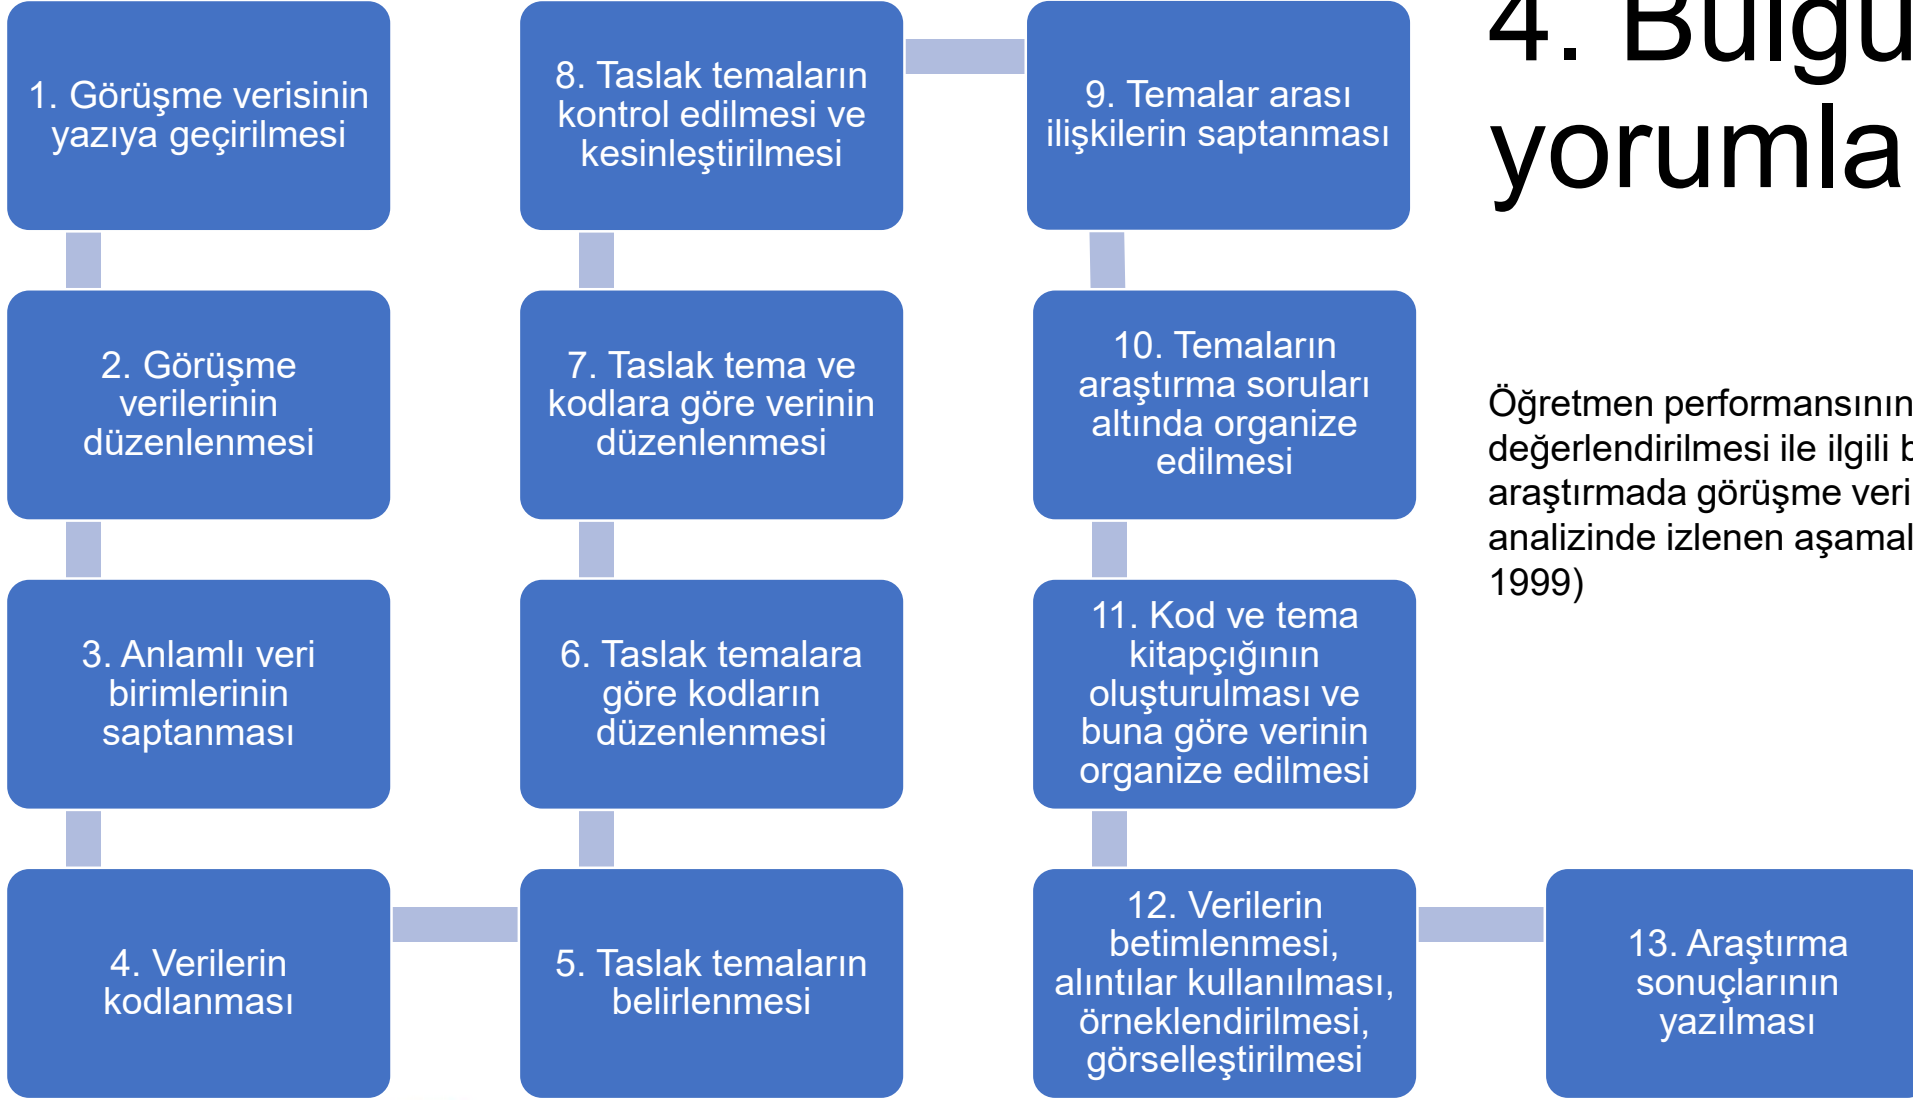 1. Görüşme verisinin
yazıya geçirilmesi
2. Görüşme
verilerinin
düzenlenmesi
3. Anlamlı veri
birimlerinin
saptanması
4. Verilerin
kodlanması
5. Taslak temaların
belirlenmesi
6. Taslak temalara
göre kodların
düzenlenmesi
7. Taslak tema ve
kodlara göre verinin
düzenlenmesi
8. Taslak temaların
kontrol edilmesi ve
kesinleştirilmesi
9. Temalar arası
ilişkilerin saptanması
10. Temaların
araştırma soruları
altında organize
edilmesi
11. Kod ve tema
kitapçığının
oluşturulması ve
buna göre verinin
organize edilmesi
12. Verilerin
betimlenmesi,
alıntılar kullanılması,
örneklendirilmesi,
görselleştirilmesi
13. Araştırma
sonuçlarının
yazılması
4. Bulgu
yorumla
Öğretmen performansının
değerlendirilmesi ile ilgili
araştırmada görüşme veri
analizinde izlenen aşamal
1999)